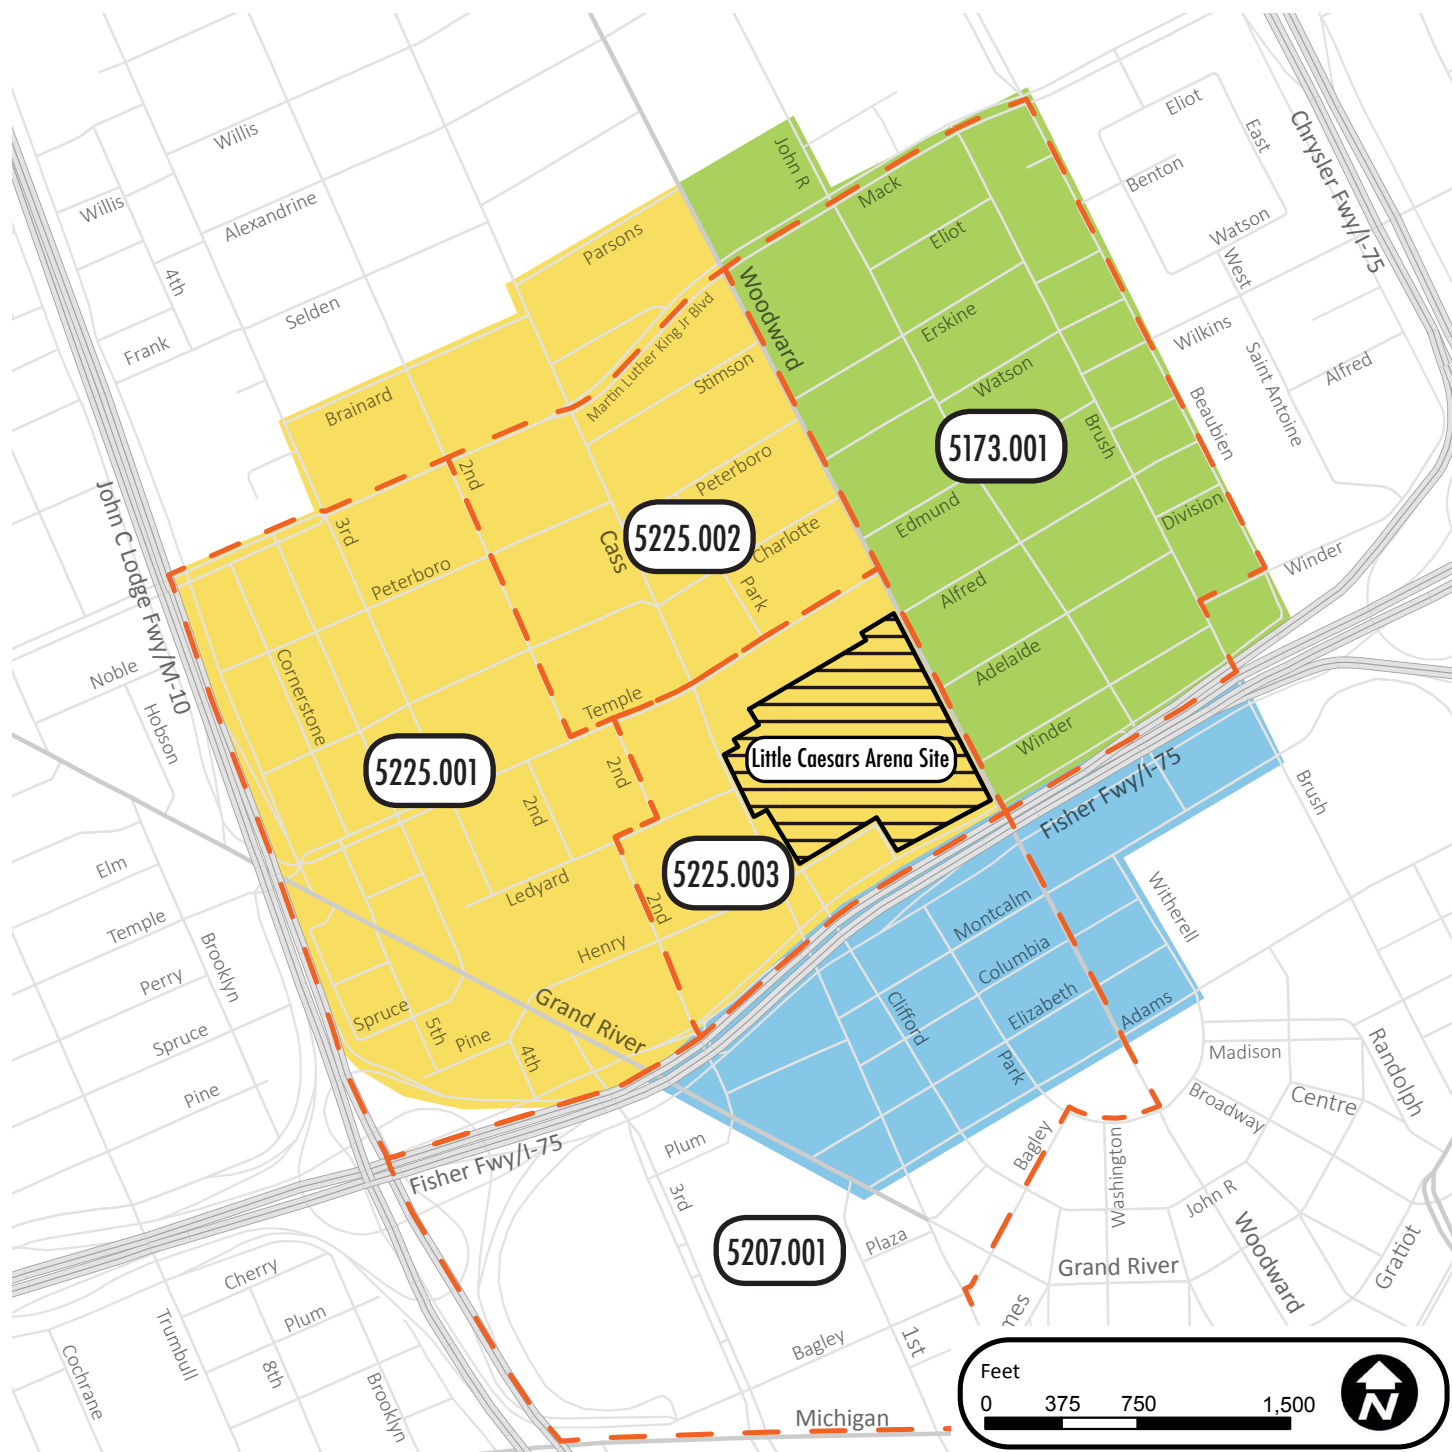 Willis
John R
Eliot
East
Chrysler Fwy/I-75
Mack
Benton
Willis
Alexandrine
Parsons
Eliot
Watson
4th
West
Selden
Woodward
Martin Luther King Jr Blvd
Erskine
Wilkins
Frank
Stimson
Watson
Saint Antoine
Alfred
Brainard
Brush
Beaubien
5173.001
2nd
Peterboro
John C Lodge Fwy/M-10
3rd
5225.002
Edmund
Division
Cass
Charlotte
Peterboro
Park
Alfred
Winder
Noble
Cornerstone
Adelaide
Hobson
Temple
Winder
Little Caesars Arena Site
5225.001
2nd
2nd
Fisher Fwy/I-75
Brush
Elm
5225.003
Ledyard
2nd
Montcalm
Witherell
Temple
Henry
Columbia
Brooklyn
Perry
Grand River
Clifford
Elizabeth
Adams
Spruce
5th
Pine
4th
Spruce
Park
Madison
Randolph
Pine
Broadway
Centre
Plum
Bagley
Fisher Fwy/I-75
Washington
3rd
John R
5207.001
Plaza
Woodward
Gratiot
Cherry
Grand River
mes
Trumbull
Plum
Bagley
1st
Cochrane
8th
Brooklyn
Michigan
Feet
0 375 750 1,500
N